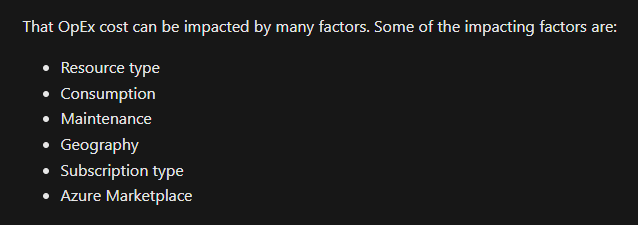 That OpEx cost can be impacted by many factors. Some of the impacting factors are:
• Resource type
• Consumption
• Maintenance
• Geography
• Subscription type
• Azure Marketplace